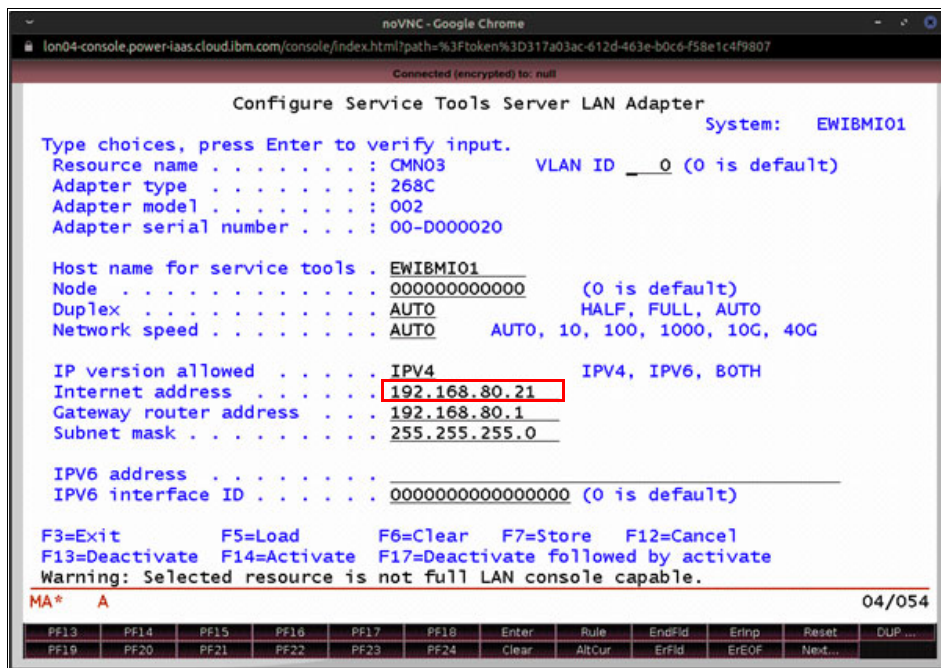 noVNC - Google Chrome
lon04-console.power-iaas.cloud.ibm.com/console/index.html?path=%3Ftoken%3D317a03ac-612d-463e-b0c6-f58e1c4f9807
Connected (encrypted) to: null
Configure Service Tools Server LAN Adapter
System: EWIBMIO1
Type choices, press Enter to verify input.
Resource name . . . . . . . : CMN03 VLAN ID _ 0 (0 is default)
Adapter type . . . . . . . : 268C
Adapter model . . . . . . . : 002
Adapter serial number . . . : 00-D000020
Host name for service tools . EWIBMIO1
Node . . . . . . . . . . . . 000000000000 (0 is default)
Duplex . . . . . . . . . . . AUTO HALF, FULL, AUTO
Network speed . . . . . . . . AUTO AUTO, 10, 100, 1000, 10G, 40G
IP version allowed . . . . . IPV4 IPV4, IPV6, BOTH
Internet address . . . . . . 192.168.80.21
Gateway router address . . . 192.168.80.1
Subnet mask . . . . . . . . . 255.255.255.0
IPV6 address . . . . . . .
IPV6 interface ID . . . . . . 0000000000000000 (0 is default)
F3=Exit F5=Load F6=Clear F7=Store F12=Cancel
F13=Deactivate F14=Activate F17=Deactivate followed by activate
Warning: Selected resource is not full LAN console capable.
MA* A 04/054
PF13 PF14 PF15 PF16 PF17 PF18 Enter Rule EndFld ErInp Reset DUP ...
PF19 PF20 PF21 PF22 PF23 PF24 Clear AltCur ErFld ErEOF Next...